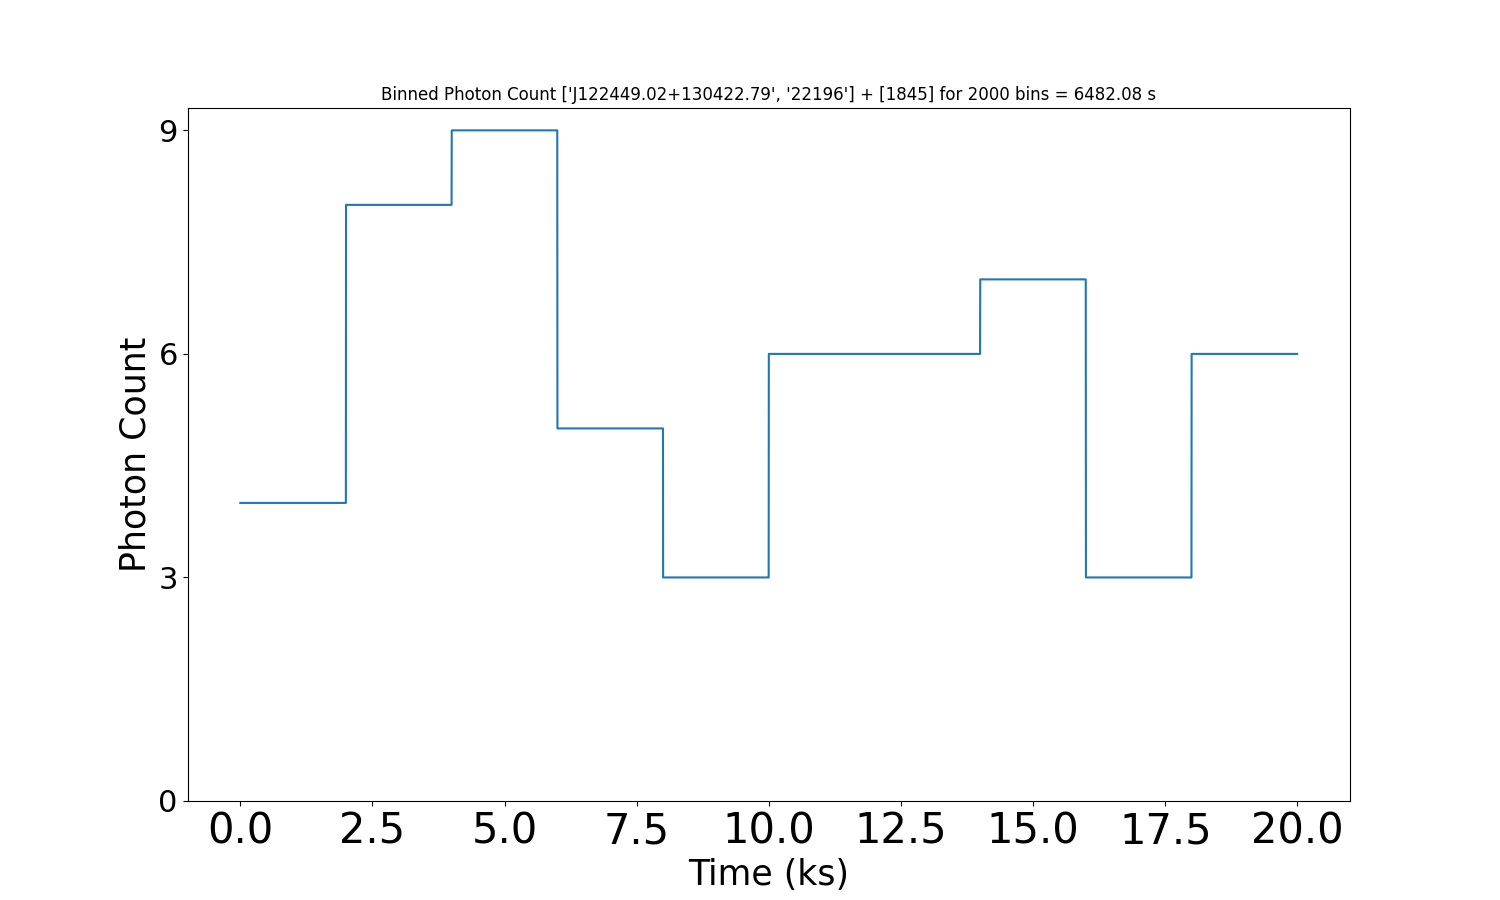 Binned Photon Count ['J122449.02+130422.79', '22196'] + [1845] for 2000 bins = 6482.08 s
9
6
3
0
Photon Count
0.0 2.5 5.0 7.5 10.0 12.5 15.0 17.5 20.0
Time (ks)